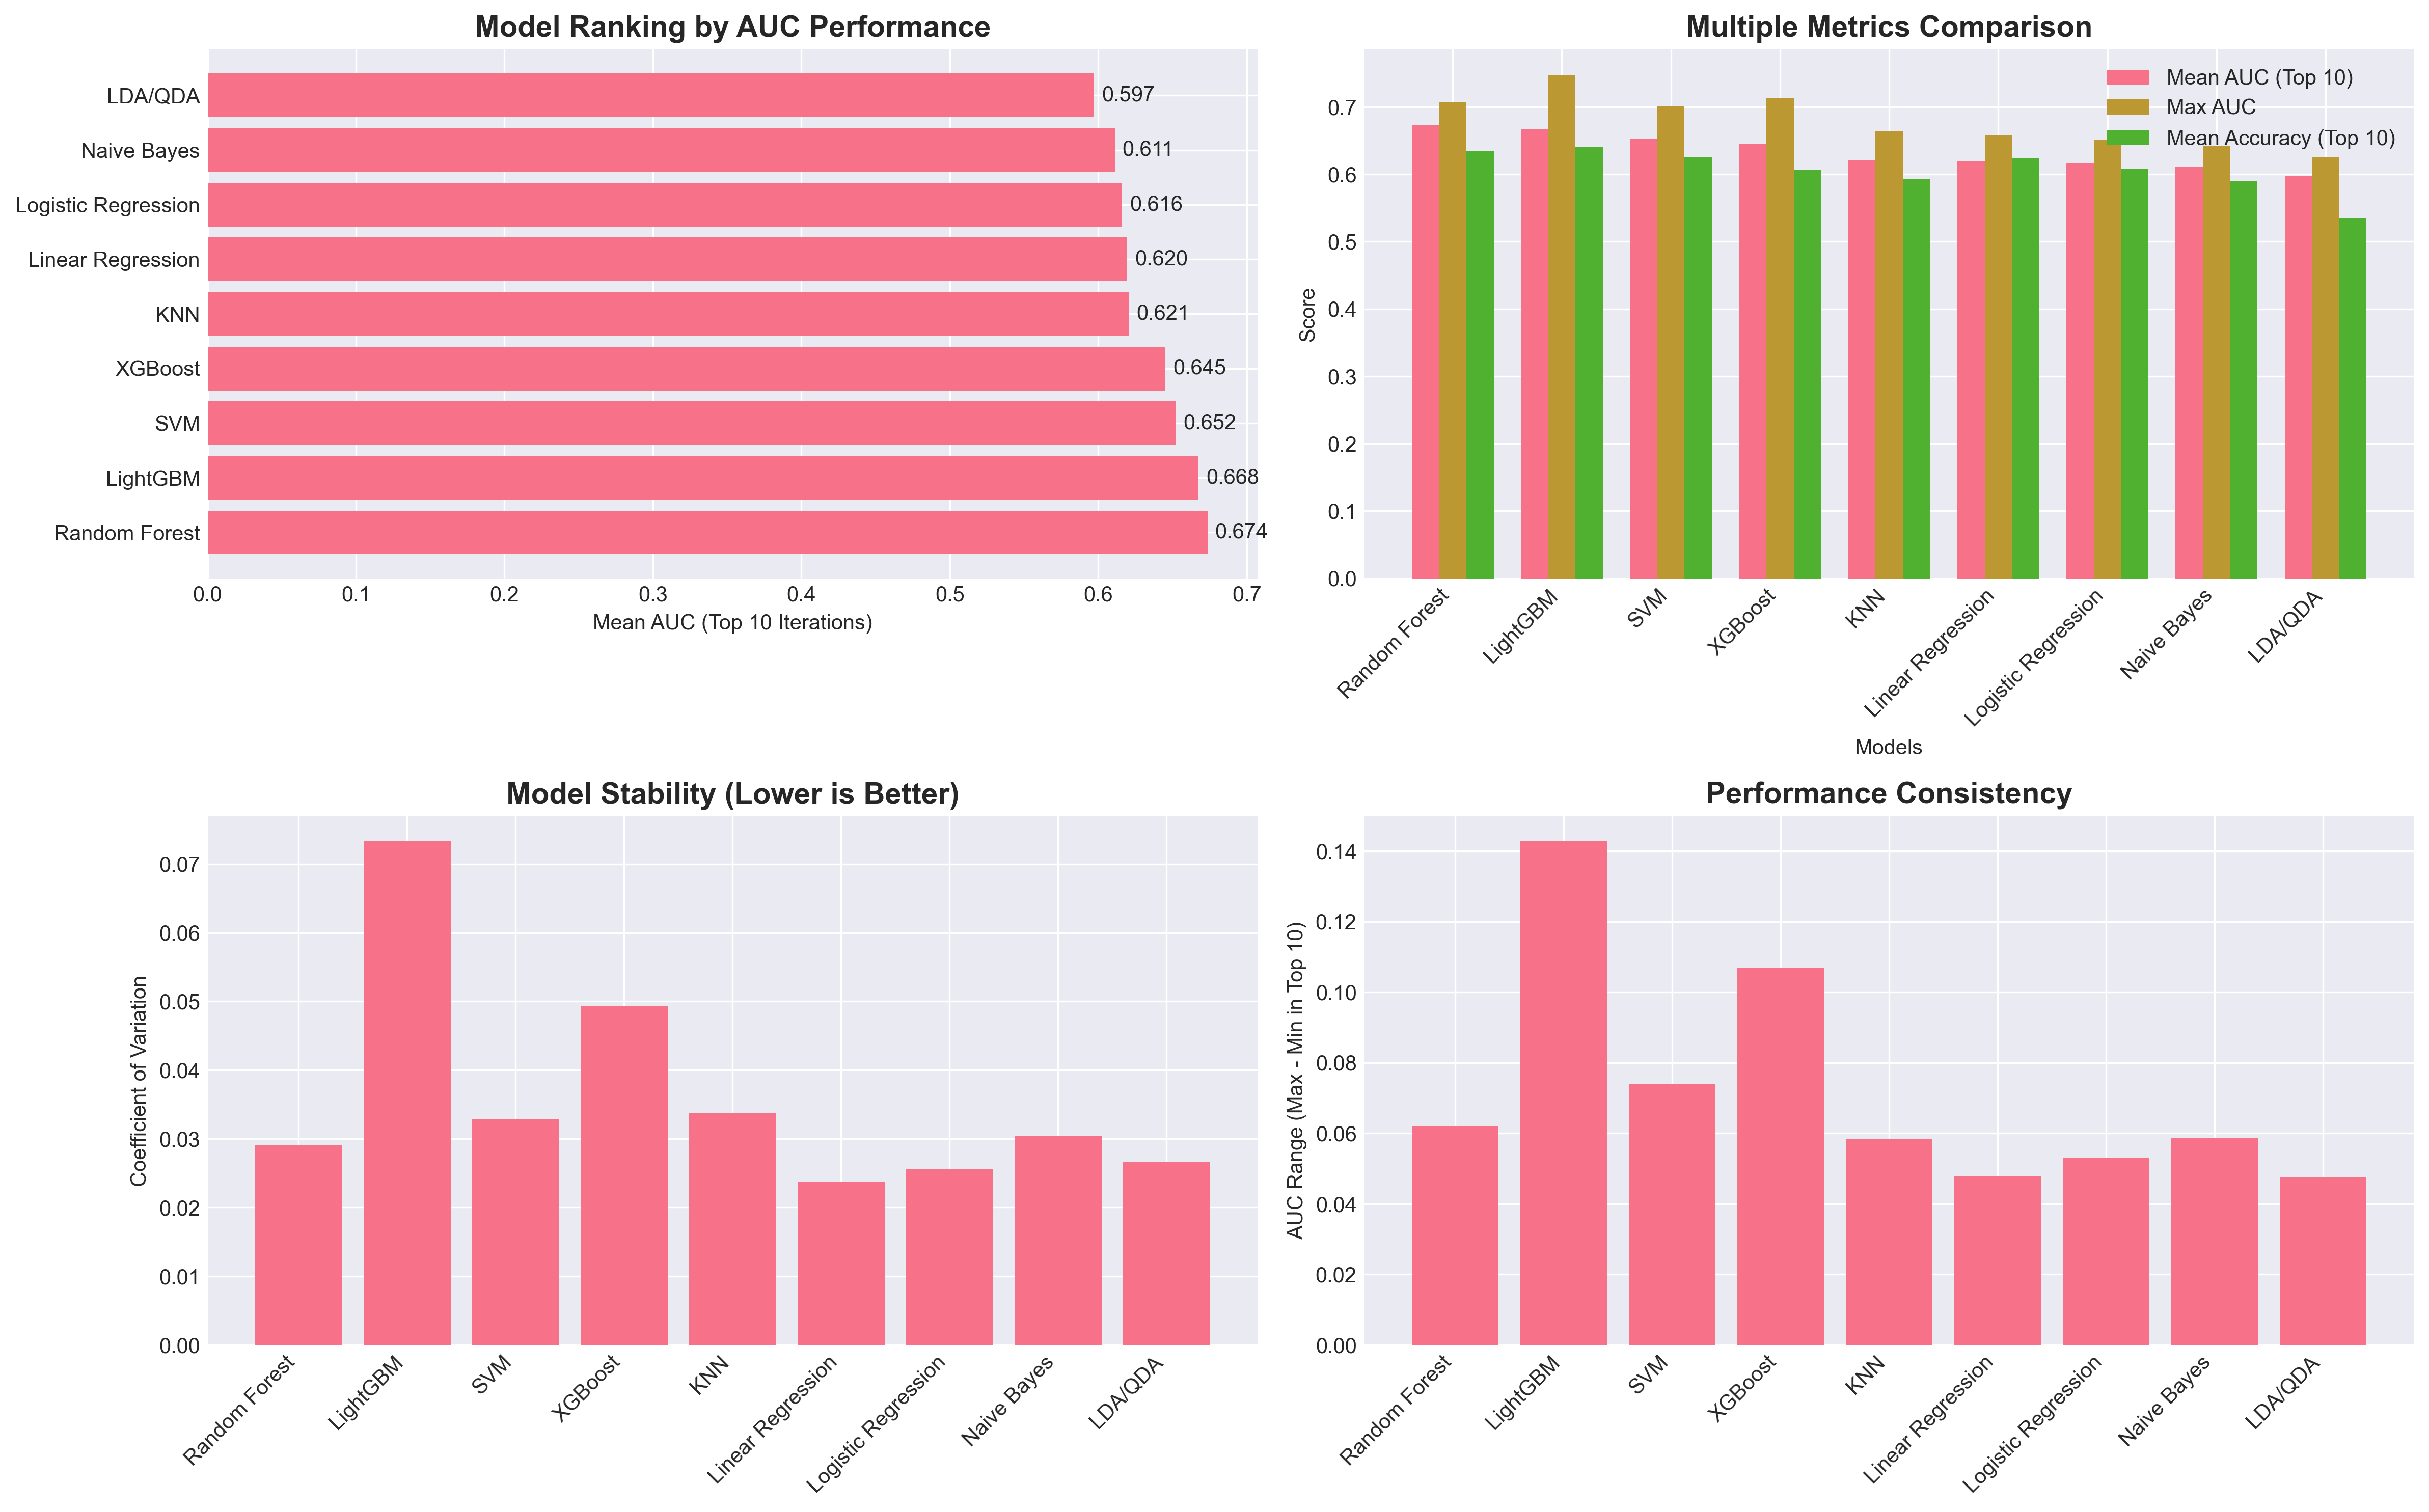 Model Ranking by AUC Performance
LDA/QDA
0.597
Naive Bayes
0.611
Logistic Regression
0.616
Linear Regression
0.620
KNN
0.621
XGBoost
0.645
SVM
0.652
LightGBM
0.668
Random Forest
0.674
0.0 0.1 0.2 0.3 0.4 0.5 0.6 0.7
Mean AUC (Top 10 Iterations)
Multiple Metrics Comparison
Mean AUC (Top 10)
Max AUC
Mean Accuracy (Top 10)
Score
0.7
0.6
0.5
0.4
0.3
0.2
0.1
0.0
Random Forest
LightGBM
SVM
XGBoost
KNN
Linear Regression
Logistic Regression
Naive Bayes
LDA/QDA
Models
Model Stability (Lower is Better)
Coefficient of Variation
0.07
0.06
0.05
0.04
0.03
0.02
0.01
0.00
Random Forest
LightGBM
SVM
XGBoost
KNN
Linear Regression
Logistic Regression
Naive Bayes
LDA/QDA
Performance Consistency
AUC Range (Max - Min in Top 10)
0.14
0.12
0.10
0.08
0.06
0.04
0.02
0.00
Random Forest
LightGBM
SVM
XGBoost
KNN
Linear Regression
Logistic Regression
Naive Bayes
LDA/QDA